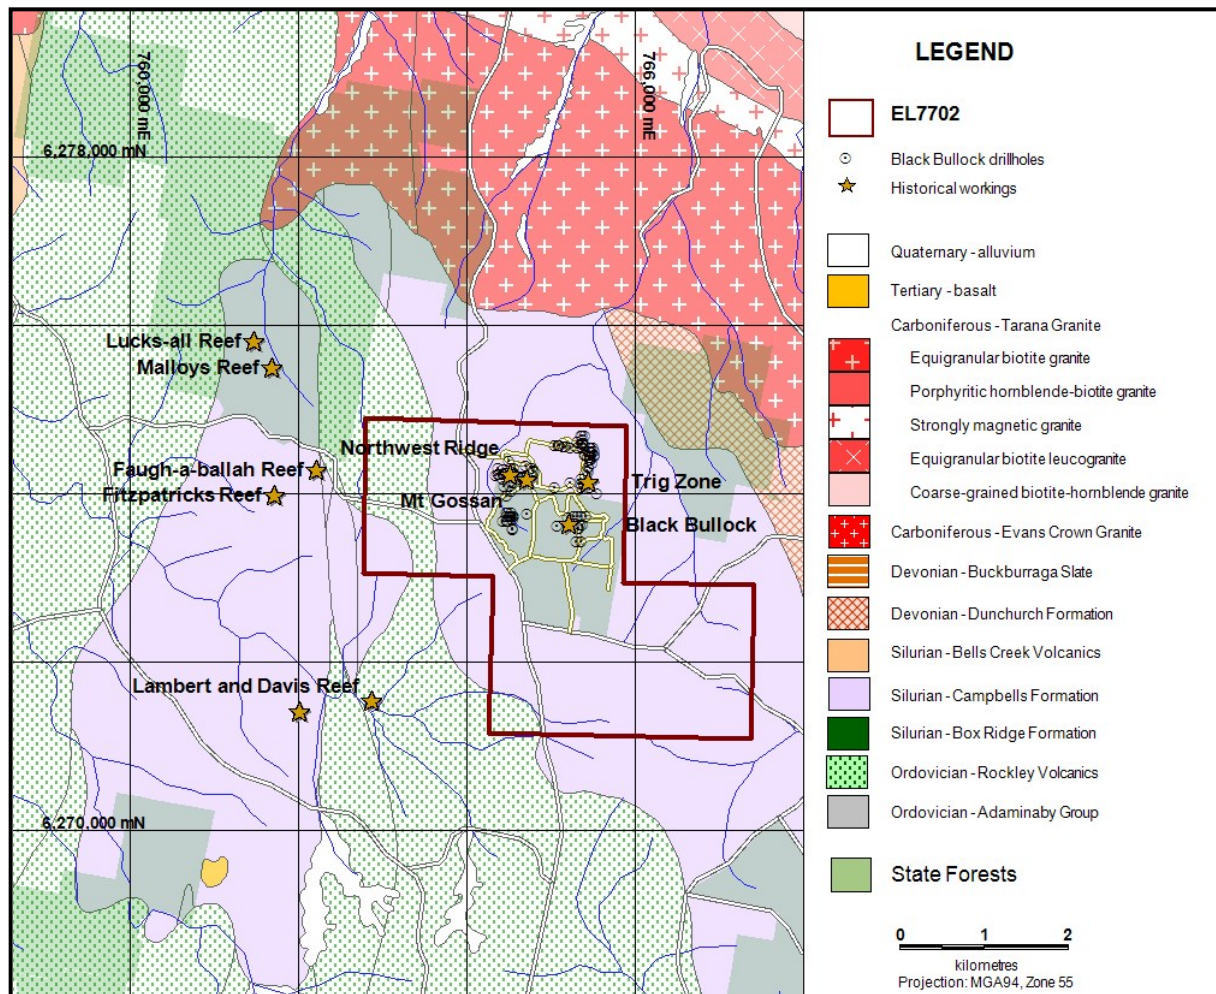 760,000 mE
766,000 mE
6,278,000 mN
Lucks-all Reef
Malloys Reef
Northwest Ridge
Faugh-a-ballah Reef
Fitzpatricks Reef
Mt Gossan
Trig Zone
Black Bullock
Lambert and Davis Reef
6,270,000 mN
LEGEND
EL7702
Black Bullock drillholes
Historical workings
Quaternary - alluvium
Tertiary - basalt
Carboniferous - Tarana Granite
Equigranular biotite granite
Porphyritic hornblende-biotite granite
Strongly magnetic granite
Equigranular biotite leucogranite
Coarse-grained biotite-hornblende granite
Carboniferous - Evans Crown Granite
Devonian - Buckburraga Slate
Devonian - Dunchurch Formation
Silurian - Bells Creek Volcanics
Silurian - Campbells Formation
Silurian - Box Ridge Formation
Ordovician - Rockley Volcanics
Ordovician - Adaminaby Group
State Forests
0 1 2
kilometres
Projection: MGA94, Zone 55